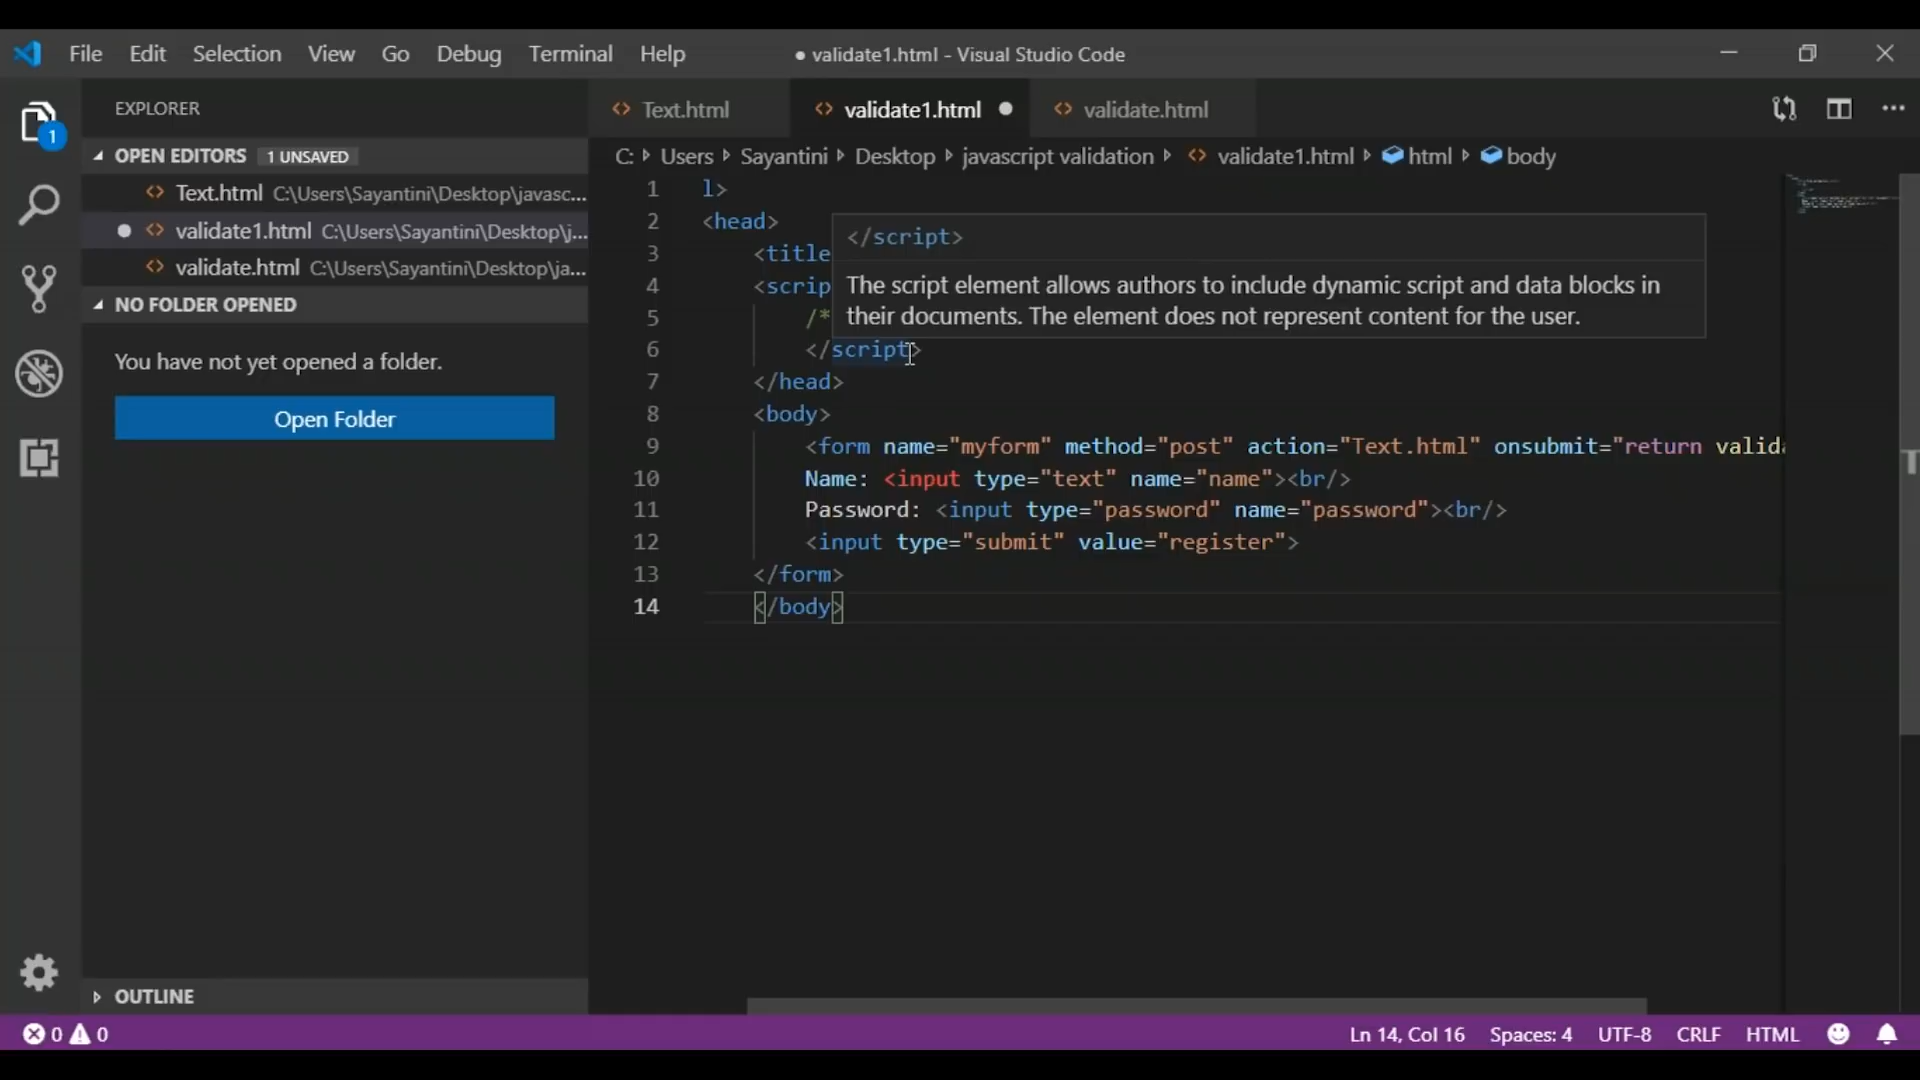 File Edit Selection View Go Debug Terminal Help ● validate1.html - Visual Studio Code
EXPLORER
OPEN EDITORS 1 UNSAVED
Text.html C:\Users\Sayantini\Desktop\javasc...
validate1.html C:\Users\Sayantini\Desktop\j...
validate.html C:\Users\Sayantini\Desktop\ja...
NO FOLDER OPENED
You have not yet opened a folder.
Open Folder
OUTLINE
1
Text.html validate1.html validate.html
C: Users Sayantini Desktop javascript validation validate1.html html body
1 l>
2 <head>
3 <title
4 <scrip
5 /*
6 </script>
7 </head>
8 <body>
9 <form name="myform" method="post" action="Text.html" onsubmit="return valida
10 Name: <input type="text" name="name"><br/>
11 Password: <input type="password" name="password"><br/>
12 <input type="submit" value="register">
13 </form>
14 </body>
</script>
The script element allows authors to include dynamic script and data blocks in
their documents. The element does not represent content for the user.
0 0 Ln 14, Col 16 Spaces: 4 UTF-8 CRLF HTML